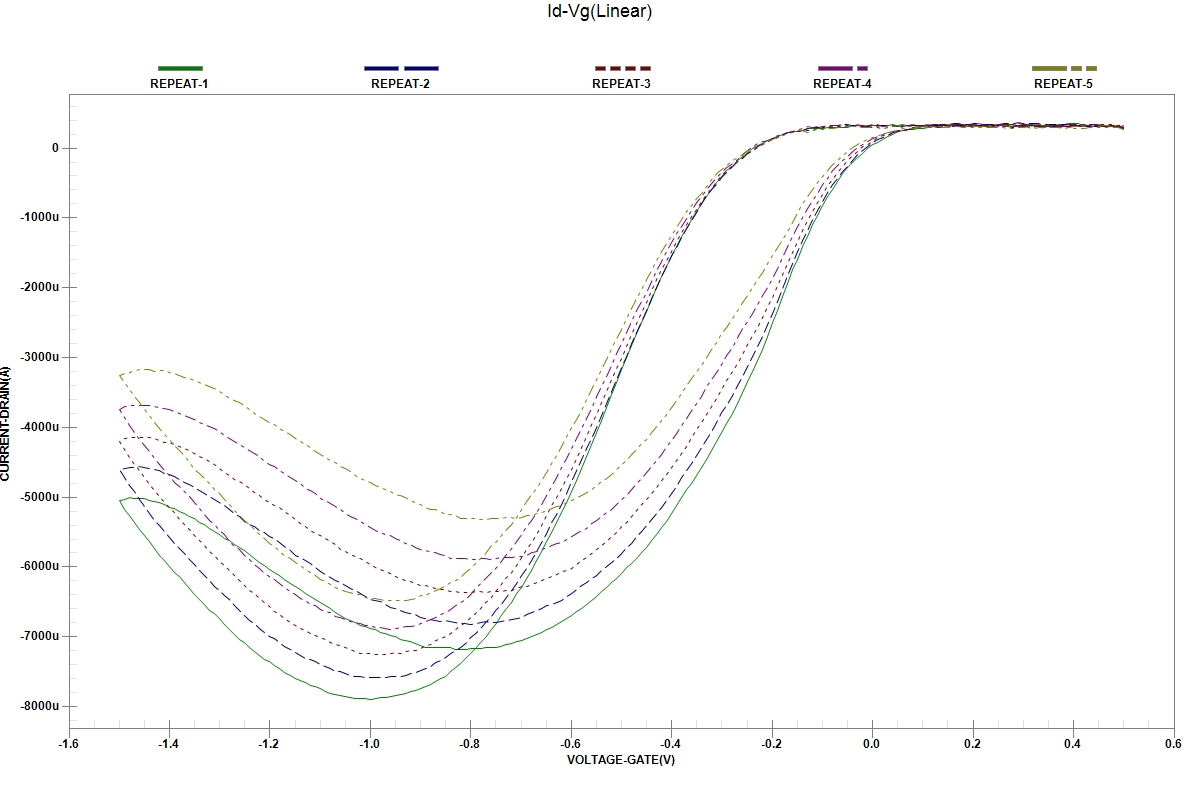 Id-Vg(Linear)
REPEAT-1 REPEAT-2 REPEAT-3 REPEAT-4 REPEAT-5
0
-1000u
-2000u
-3000u
-4000u
-5000u
-6000u
-7000u
-8000u
CURRENT-DRAIN(A)
-1.6 -1.4 -1.2 -1.0 -0.8 -0.6 -0.4 -0.2 0.0 0.2 0.4 0.6
VOLTAGE-GATE(V)